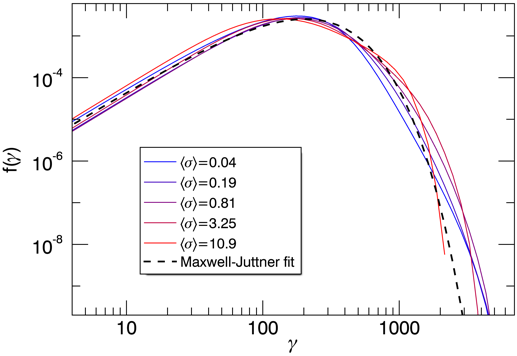 f(γ)
10⁻⁴
10⁻⁶
10⁻⁸
⟨σ⟩=0.04
⟨σ⟩=0.19
⟨σ⟩=0.81
⟨σ⟩=3.25
⟨σ⟩=10.9
Maxwell-Juttner fit
10
100
1000
γ